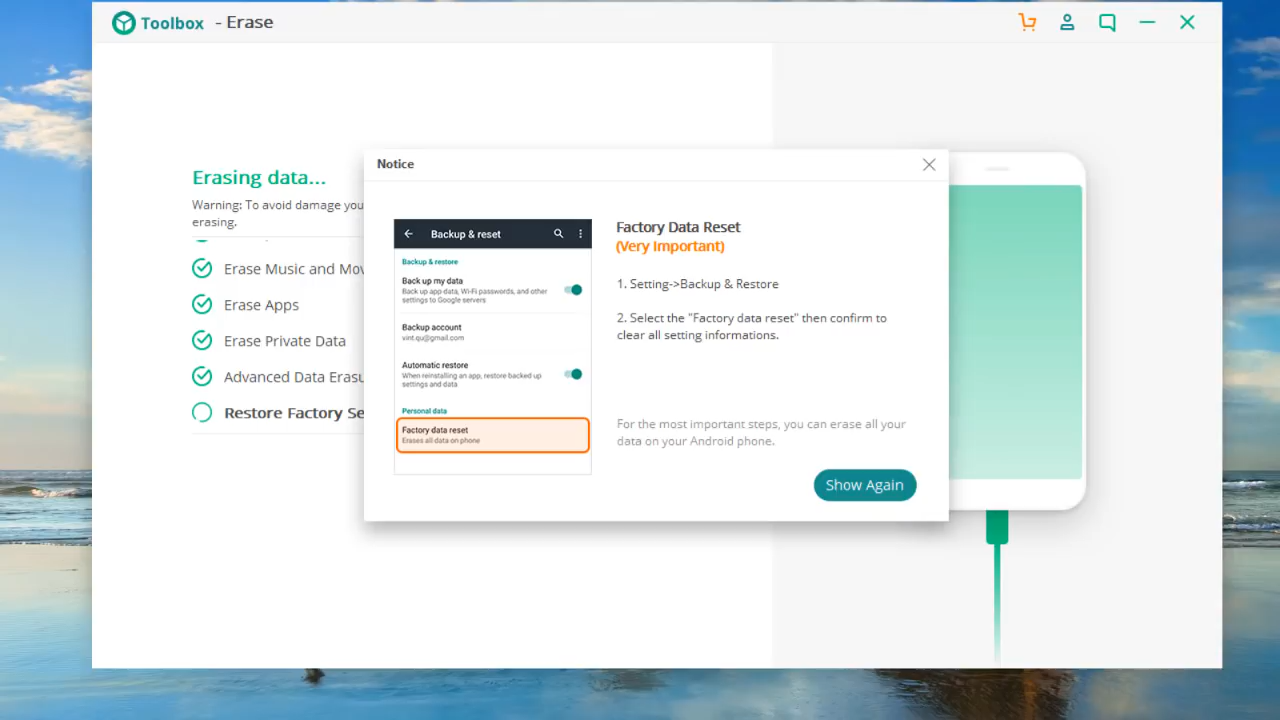 Toolbox - Erase
Erasing data...
Warning: To avoid damage you
erasing.
Erase Music and Mov
Erase Apps
Erase Private Data
Advanced Data Erasu
Restore Factory Se
Notice
Backup & reset
Backup & restore
Back up my data
Back up app data, Wi-Fi passwords, and other
settings to Google servers
Backup account
vint.qu@gmail.com
Automatic restore
When reinstalling an app, restore backed up
settings and data
Personal data
Factory data reset
Erases all data on phone
Factory Data Reset
(Very Important)
1. Setting->Backup & Restore
2. Select the "Factory data reset" then confirm to
clear all setting informations.
For the most important steps, you can erase all your
data on your Android phone.
Show Again